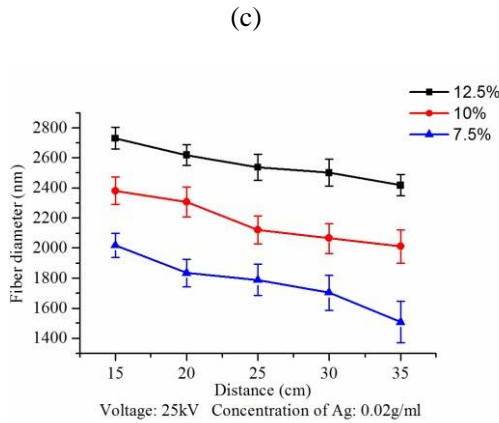 (c)
12.5%
10%
7.5%
2800
2600
2400
2200
2000
1800
1600
1400
Fiber diameter (nm)
15 20 25 30 35
Distance (cm)
Voltage: 25kV Concentration of Ag: 0.02g/ml